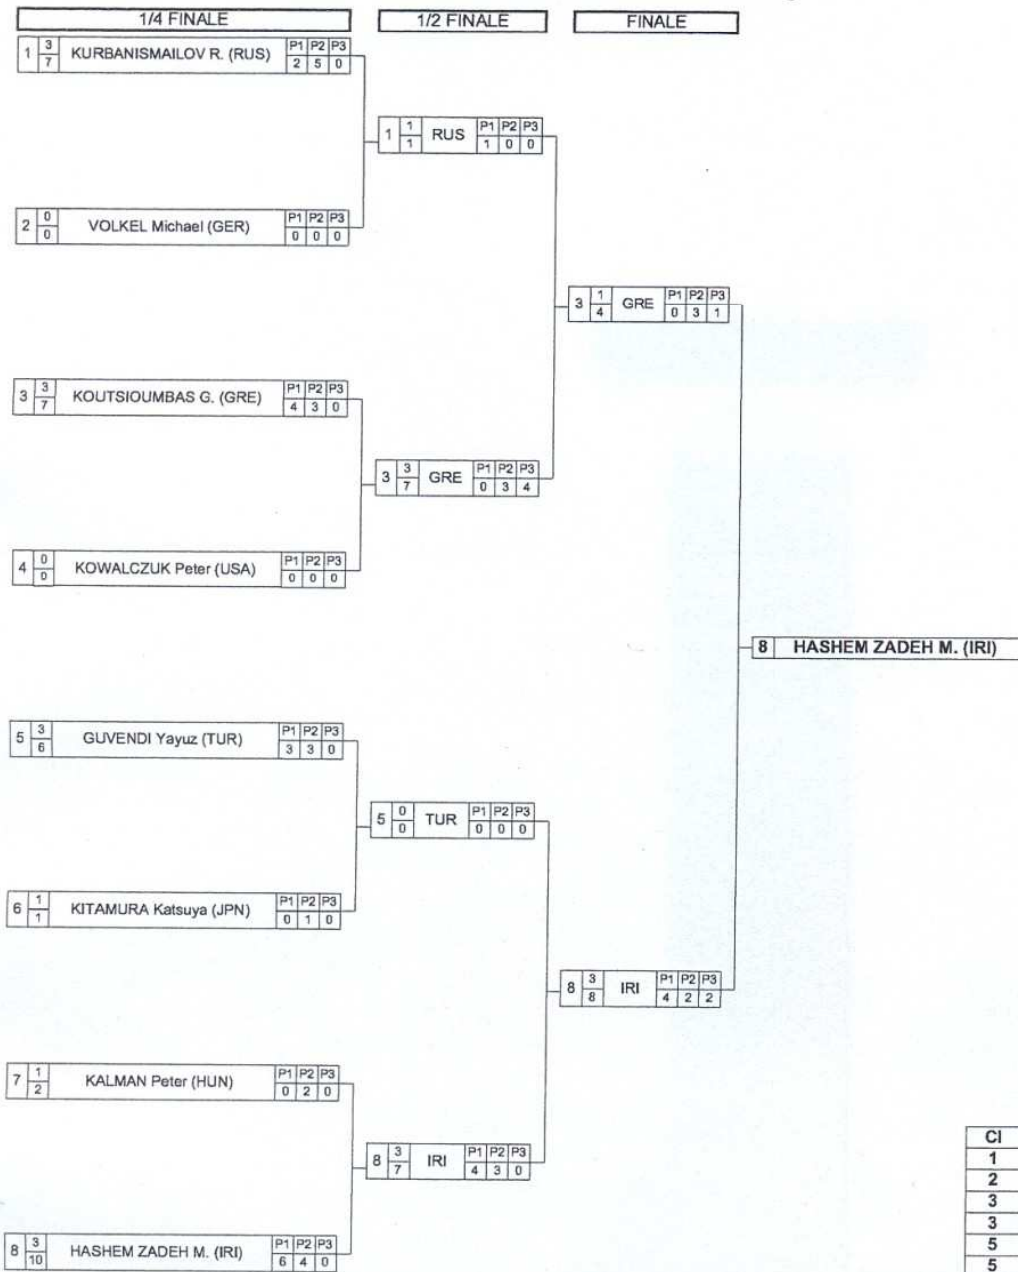 1/4 FINALE 1/2 FINALE FINALE
1 3 7 KURBANISMAILOV R. (RUS) P1 P2 P3 2 5 0
1 1 1 RUS P1 P2 P3 1 0 0
2 0 0 VOLKEL Michael (GER) P1 P2 P3 0 0 0
3 1 4 GRE P1 P2 P3 0 3 1
3 3 7 KOUTSIOUMBAS G. (GRE) P1 P2 P3 4 3 0
3 3 7 GRE P1 P2 P3 0 3 4
4 0 0 KOWALCZUK Peter (USA) P1 P2 P3 0 0 0
8 HASHEM ZADEH M. (IRI)
5 3 6 GUVENDI Yayuz (TUR) P1 P2 P3 3 3 0
5 0 0 TUR P1 P2 P3 0 0 0
6 1 1 KITAMURA Katsuya (JPN) P1 P2 P3 0 1 0
8 3 8 IRI P1 P2 P3 4 2 2
7 1 2 KALMAN Peter (HUN) P1 P2 P3 0 2 0
8 3 7 IRI P1 P2 P3 4 3 0
8 3 10 HASHEM ZADEH M. (IRI) P1 P2 P3 6 4 0
Cl
1
2
3
3
5
5